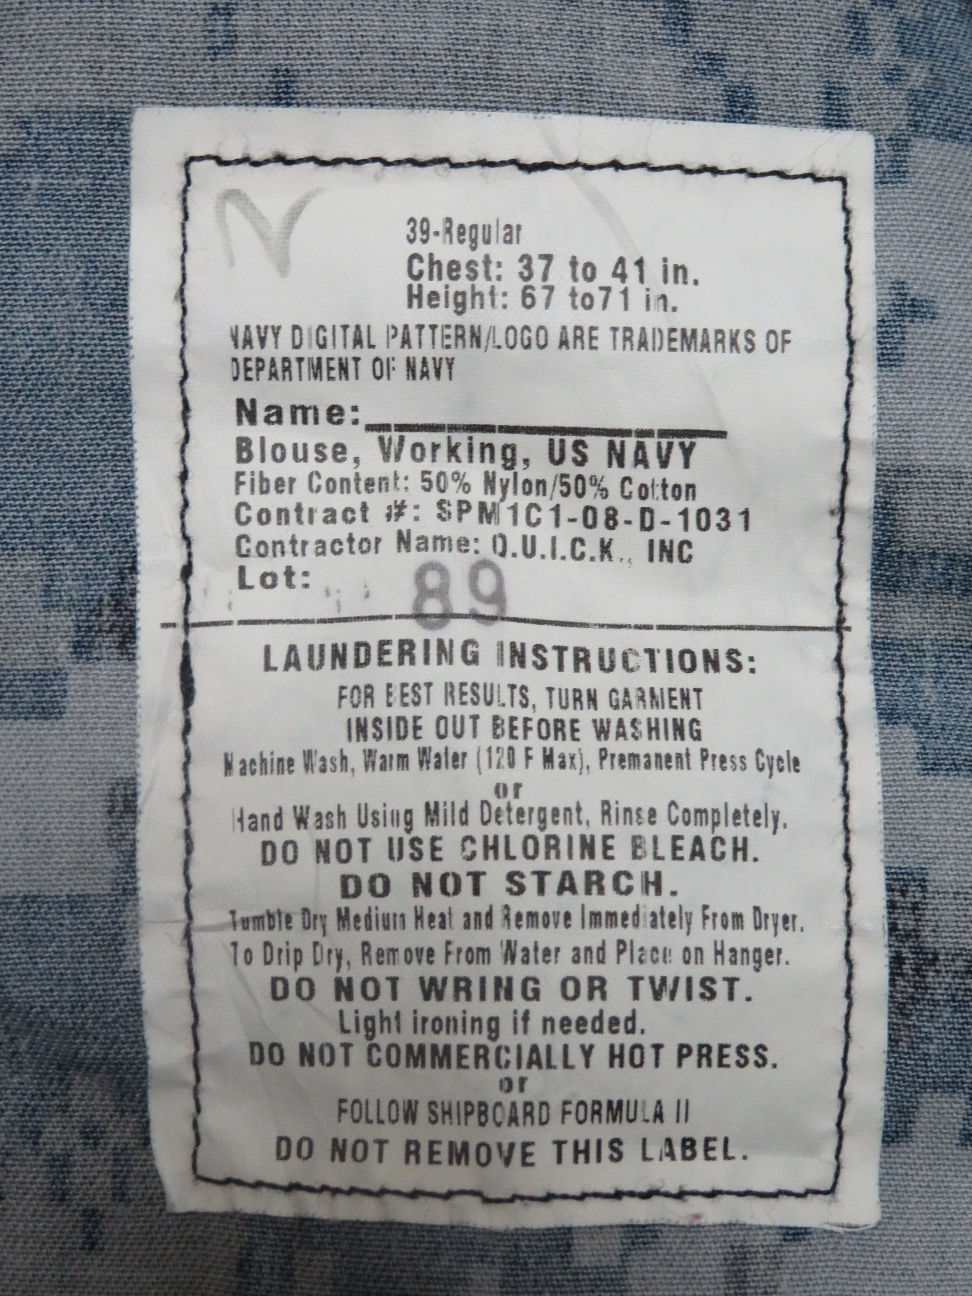 39-Regular
Chest: 37 to 41 in.
Height: 67 to71 in.
NAVY DIGITAL PATTERN/LOGO ARE TRADEMARKS OF
DEPARTMENT OF NAVY
Name:
Blouse, Working, US NAVY
Fiber Content: 50% Nylon/50% Cotton
Contract #: SPM1C1-08-D-1031
Contractor Name: Q.U.I.C.K., INC
Lot: 89
LAUNDERING INSTRUCTIONS:
FOR BEST RESULTS, TURN GARMENT
INSIDE OUT BEFORE WASHING
Machine Wash, Warm Water (120 F Max), Premanent Press Cycle
or
Hand Wash Using Mild Detergent, Rinse Completely.
DO NOT USE CHLORINE BLEACH.
DO NOT STARCH.
Tumble Dry Medium Heat and Remove Immediately From Dryer.
To Drip Dry, Remove From Water and Place on Hanger.
DO NOT WRING OR TWIST.
Light ironing if needed.
DO NOT COMMERCIALLY HOT PRESS.
or
FOLLOW SHIPBOARD FORMULA II
DO NOT REMOVE THIS LABEL.